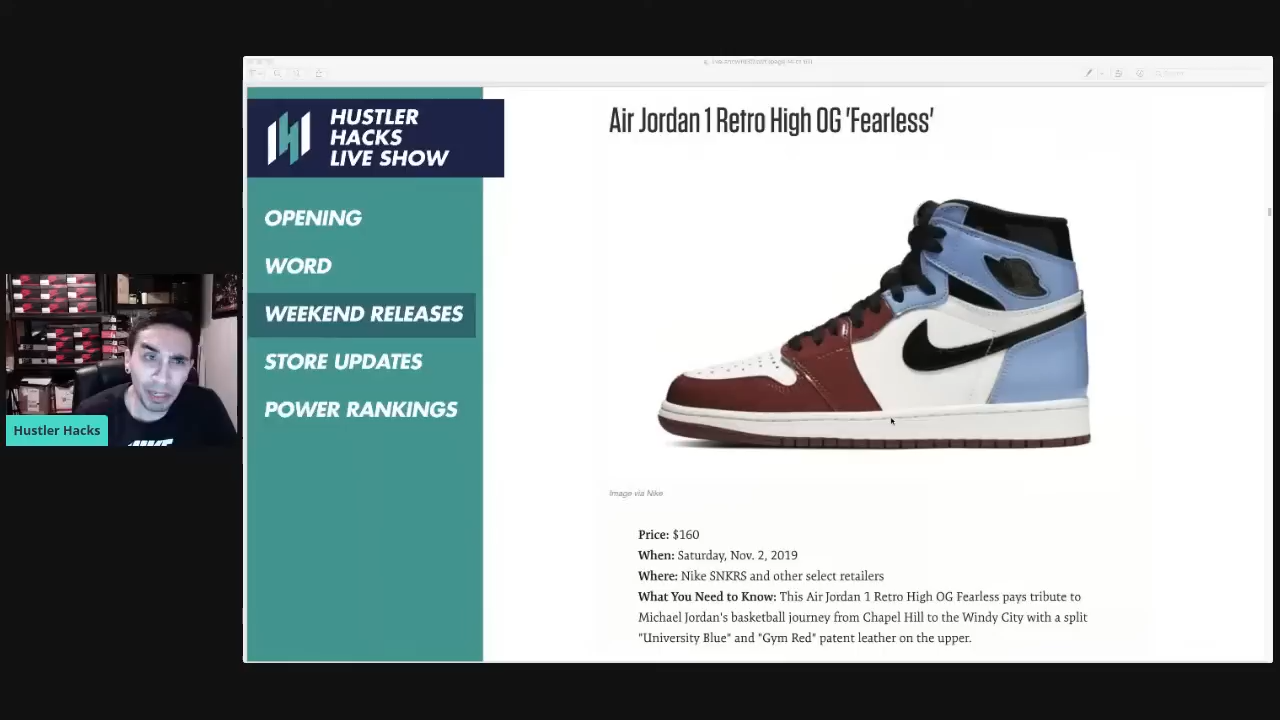 HUSTLER
HACKS
LIVE SHOW
OPENING
WORD
WEEKEND RELEASES
STORE UPDATES
POWER RANKINGS
Hustler Hacks
Air Jordan 1 Retro High OG 'Fearless'
Image via Nike
Price: $160
When: Saturday, Nov. 2, 2019
Where: Nike SNKRS and other select retailers
What You Need to Know: This Air Jordan 1 Retro High OG Fearless pays tribute to
Michael Jordan's basketball journey from Chapel Hill to the Windy City with a split
"University Blue" and "Gym Red" patent leather on the upper.